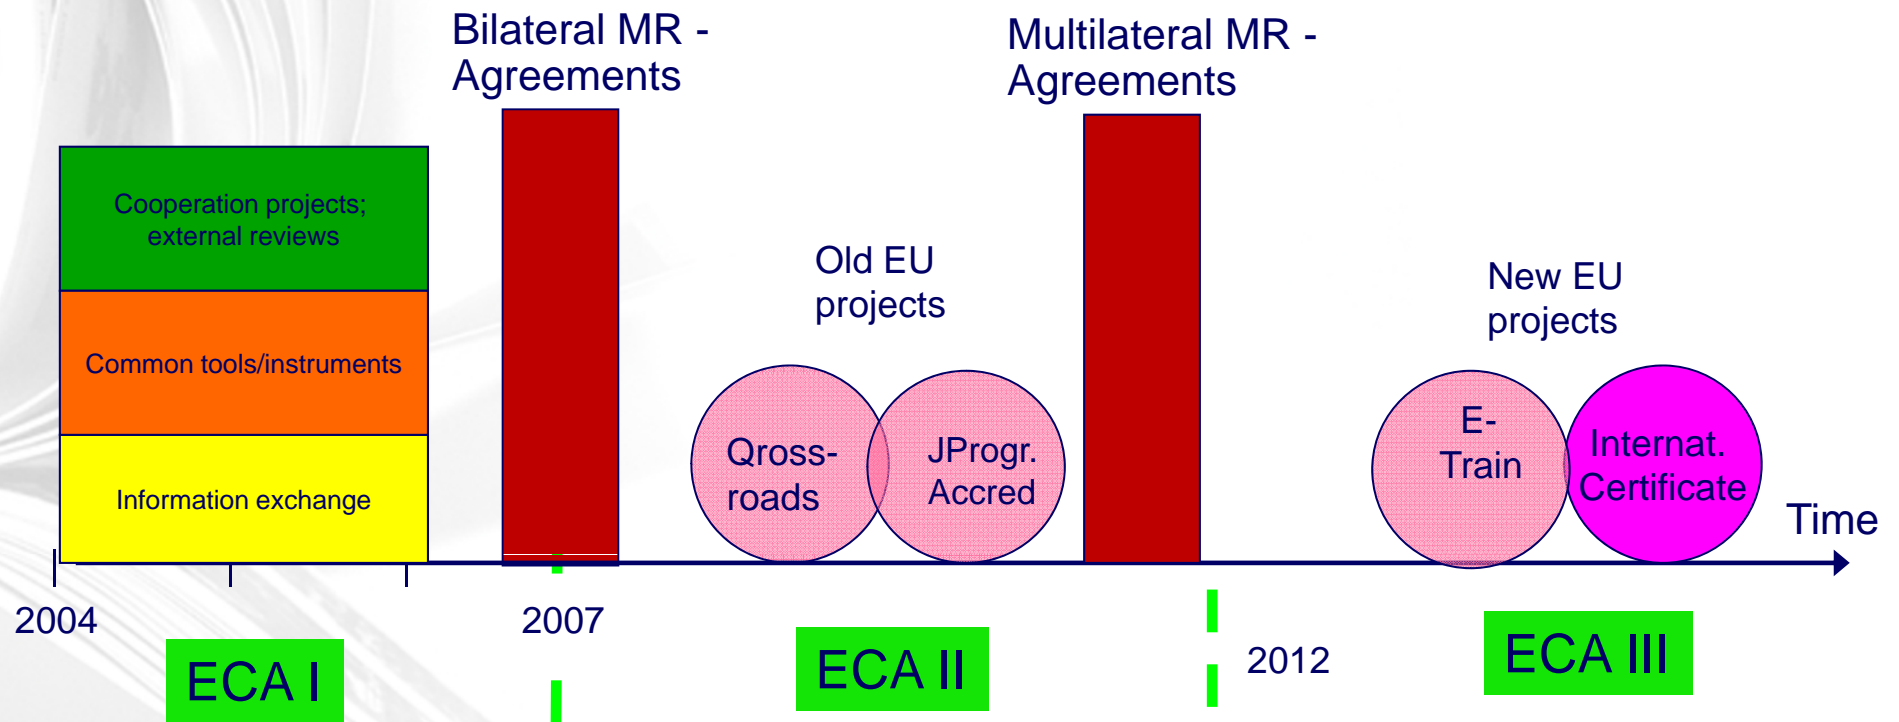 Bilateral MR -
Agreements
Multilateral MR -
Agreements
Cooperation projects;
external reviews
Common tools/instruments
Information exchange
Old EU
projects
New EU
projects
Qross-
roads
JProgr.
Accred
E-
Train
Internat.
Certificate
Time
2004
2007
2012
ECA I
ECA II
ECA III